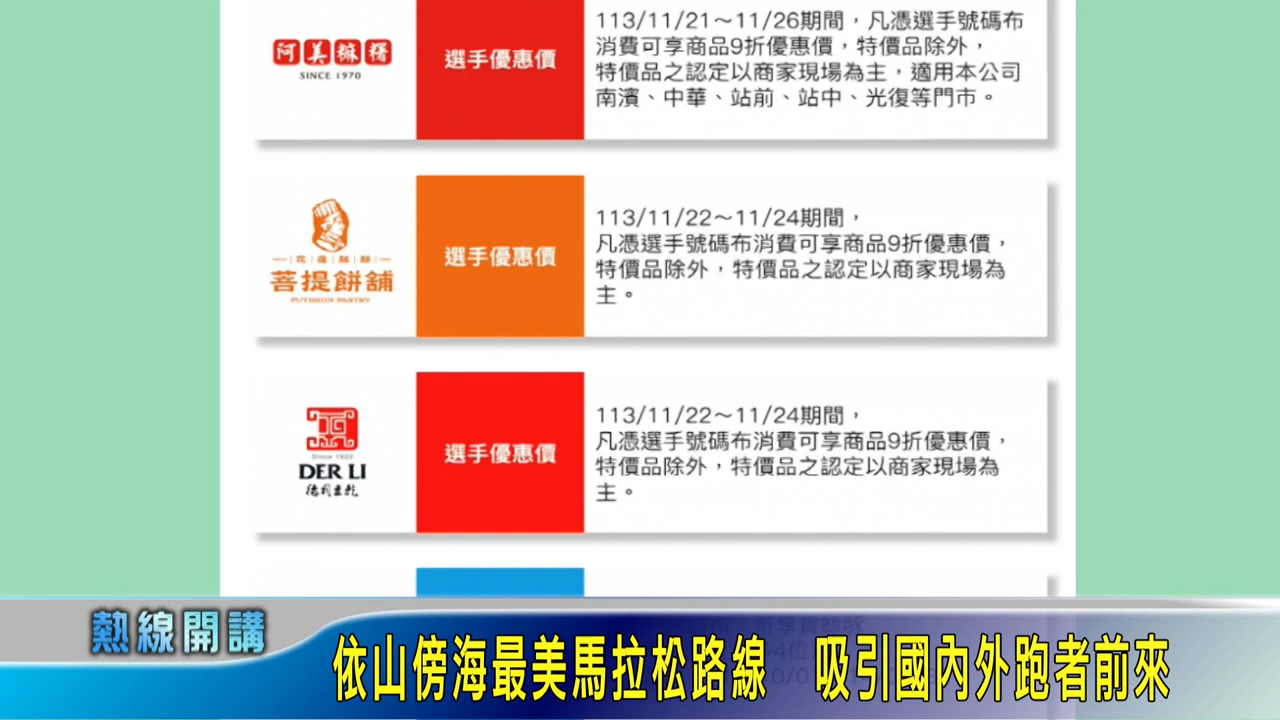 113/11/21～11/26期間，凡憑選手號碼布
阿美麻糬
SINCE 1970
選手優惠價
消費可享商品9折優惠價，特價品除外，
特價品之認定以商家現場為主，適用本公司
南濱、中華、站前、站中、光復等門市。
花蓮縣餅
菩提餅舖
PUTISHIN PASTRY
選手優惠價
113/11/22～11/24期間，
凡憑選手號碼布消費可享商品9折優惠價，
特價品除外，特價品之認定以商家現場為
主。
Since 1929
DER LI
德利豆乾
選手優惠價
113/11/22～11/24期間，
凡憑選手號碼布消費可享商品9折優惠價，
特價品除外，特價品之認定以商家現場為
主。
熱線開講
依山傍海最美馬拉松路線 吸引國內外跑者前來